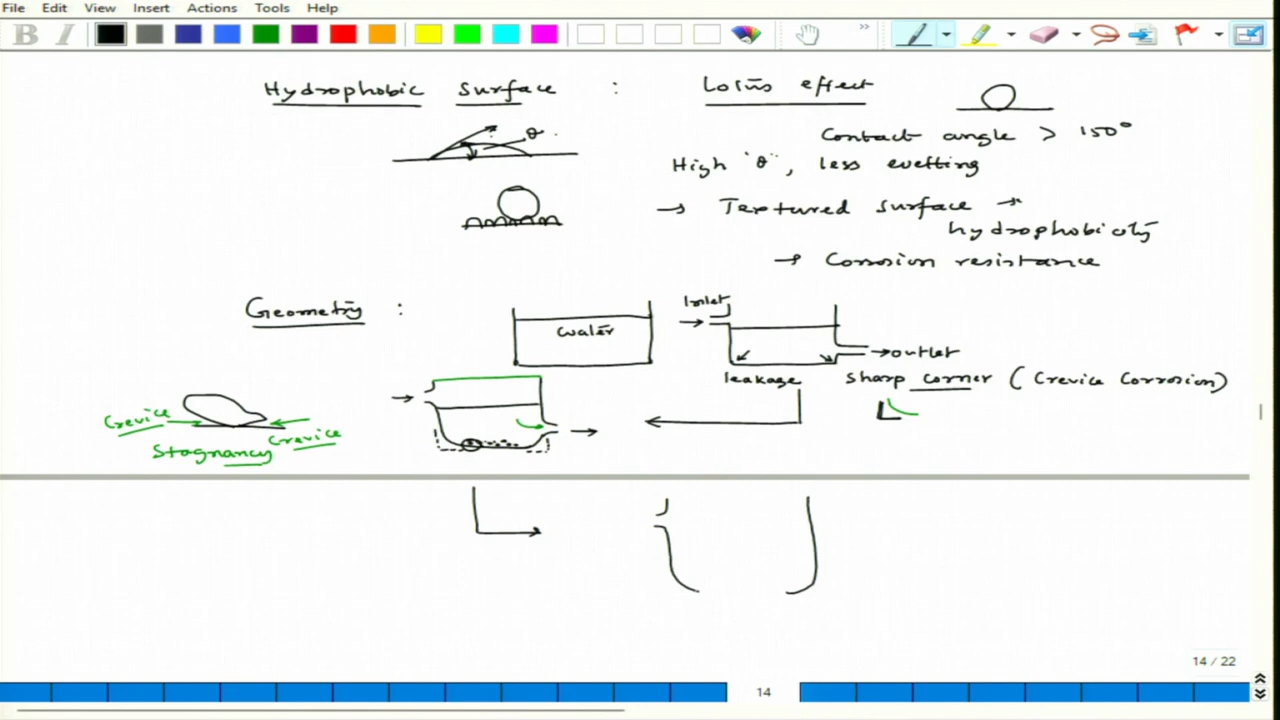 File Edit View Insert Actions Tools Help
Hydrophobic Surface : Lotus effect
θ
Contact angle > 150°
High "θ", less wetting
→ Textured surface →
hydrophobicity
→ Corrosion resistance
Geometry :
Water
Inlet
→ outlet
leakage
sharp corner (Crevice Corrosion)
Crevice
Crevice
Stagnancy
14 / 22
14